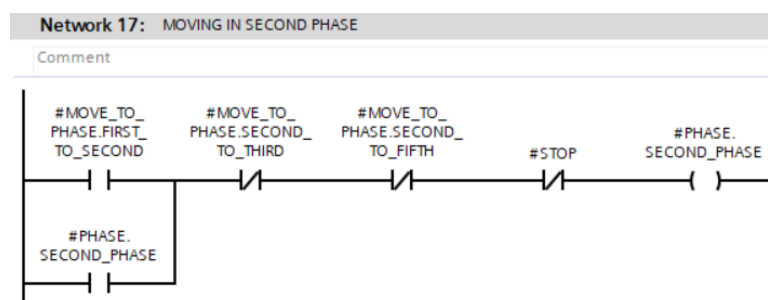 Network 17: MOVING IN SECOND PHASE
Comment
#MOVE_TO_
PHASE.FIRST_
TO_SECOND
#MOVE_TO_
PHASE.SECOND_
TO_THIRD
#MOVE_TO_
PHASE.SECOND_
TO_FIFTH
#STOP
#PHASE.
SECOND_PHASE
#PHASE.
SECOND_PHASE